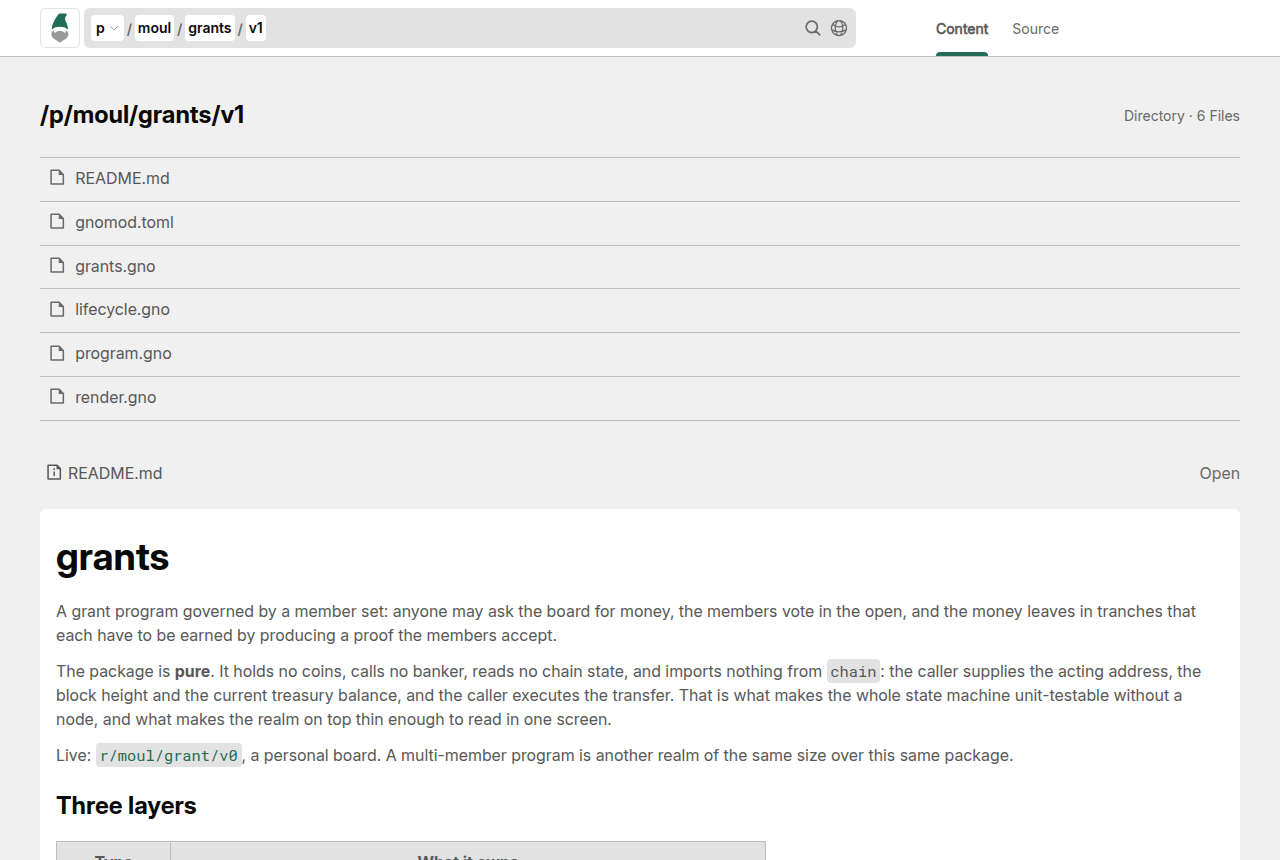 p / moul / grants / v1
Content
Source
/p/moul/grants/v1
Directory · 6 Files
README.md
gnomod.toml
grants.gno
lifecycle.gno
program.gno
render.gno
README.md
Open
grants
A grant program governed by a member set: anyone may ask the board for money, the members vote in the open, and the money leaves in tranches that
each have to be earned by producing a proof the members accept.
The package is pure. It holds no coins, calls no banker, reads no chain state, and imports nothing from chain: the caller supplies the acting address, the
block height and the current treasury balance, and the caller executes the transfer. That is what makes the whole state machine unit-testable without a
node, and what makes the realm on top thin enough to read in one screen.
Live: r/moul/grant/v0, a personal board. A multi-member program is another realm of the same size over this same package.
Three layers
Type
What it owns